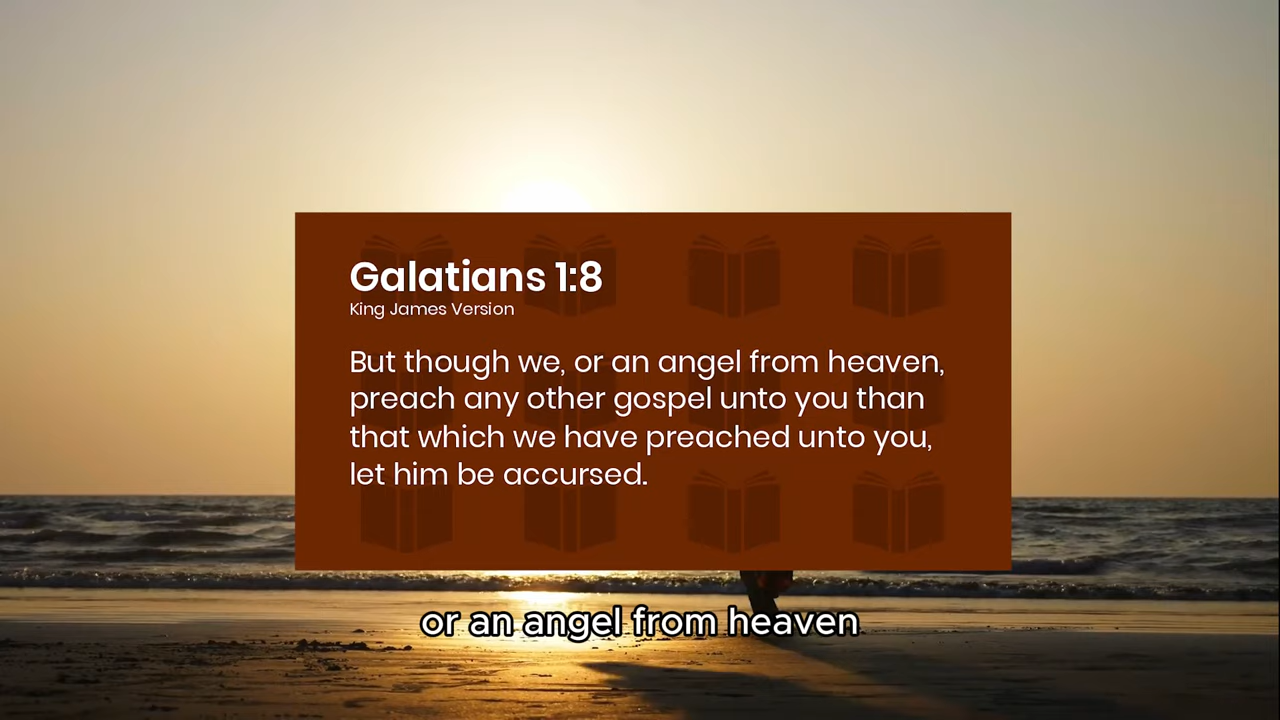 Galatians 1:8
King James Version
But though we, or an angel from heaven,
preach any other gospel unto you than
that which we have preached unto you,
let him be accursed.
or an angel from heaven